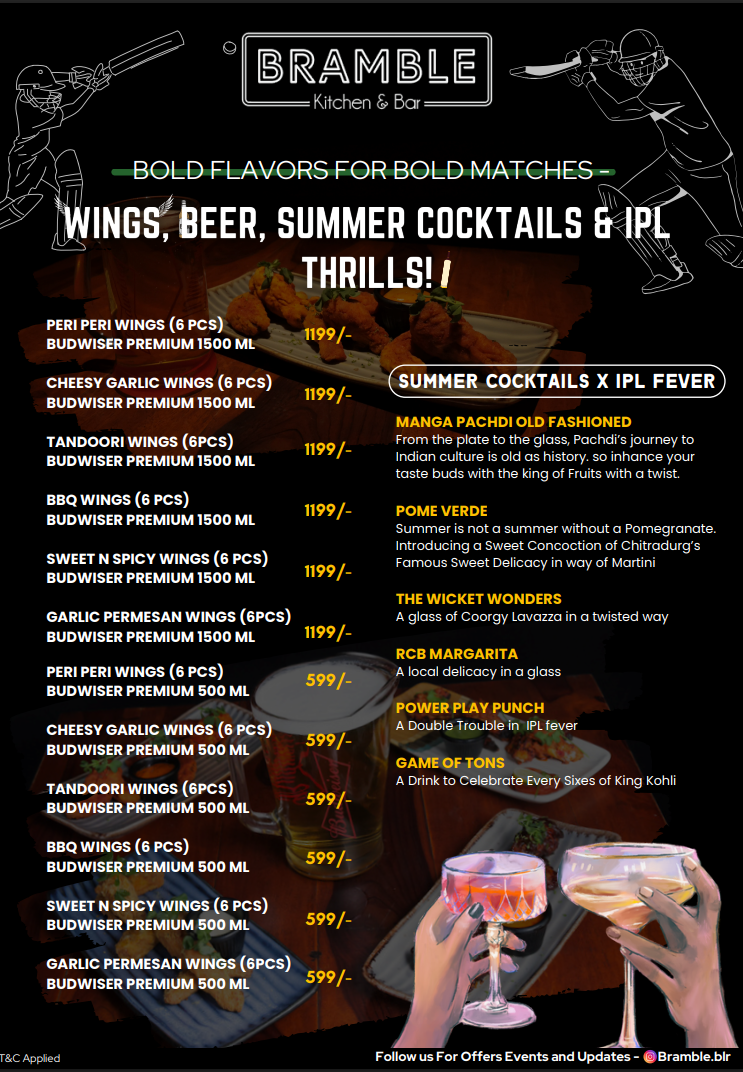 BRAMBLE
Kitchen & Bar
BOLD FLAVORS FOR BOLD MATCHES –
WINGS, BEER, SUMMER COCKTAILS & IPL
THRILLS!
PERI PERI WINGS (6 PCS)
BUDWISER PREMIUM 1500 ML
1199/-
CHEESY GARLIC WINGS (6 PCS)
BUDWISER PREMIUM 1500 ML
1199/-
TANDOORI WINGS (6PCS)
BUDWISER PREMIUM 1500 ML
1199/-
BBQ WINGS (6 PCS)
BUDWISER PREMIUM 1500 ML
1199/-
SWEET N SPICY WINGS (6 PCS)
BUDWISER PREMIUM 1500 ML
1199/-
GARLIC PERMESAN WINGS (6PCS)
BUDWISER PREMIUM 1500 ML
1199/-
PERI PERI WINGS (6 PCS)
BUDWISER PREMIUM 500 ML
599/-
CHEESY GARLIC WINGS (6 PCS)
BUDWISER PREMIUM 500 ML
599/-
TANDOORI WINGS (6PCS)
BUDWISER PREMIUM 500 ML
599/-
BBQ WINGS (6 PCS)
BUDWISER PREMIUM 500 ML
599/-
SWEET N SPICY WINGS (6 PCS)
BUDWISER PREMIUM 500 ML
599/-
GARLIC PERMESAN WINGS (6PCS)
BUDWISER PREMIUM 500 ML
599/-
SUMMER COCKTAILS X IPL FEVER
MANGA PACHDI OLD FASHIONED
From the plate to the glass, Pachdi's journey to
Indian culture is old as history. so inhance your
taste buds with the king of Fruits with a twist.
POME VERDE
Summer is not a summer without a Pomegranate.
Introducing a Sweet Concoction of Chitradurg's
Famous Sweet Delicacy in way of Martini
THE WICKET WONDERS
A glass of Coorgy Lavazza in a twisted way
RCB MARGARITA
A local delicacy in a glass
POWER PLAY PUNCH
A Double Trouble in IPL fever
GAME OF TONS
A Drink to Celebrate Every Sixes of King Kohli
T&C Applied
Follow us For Offers Events and Updates – Bramble.blr